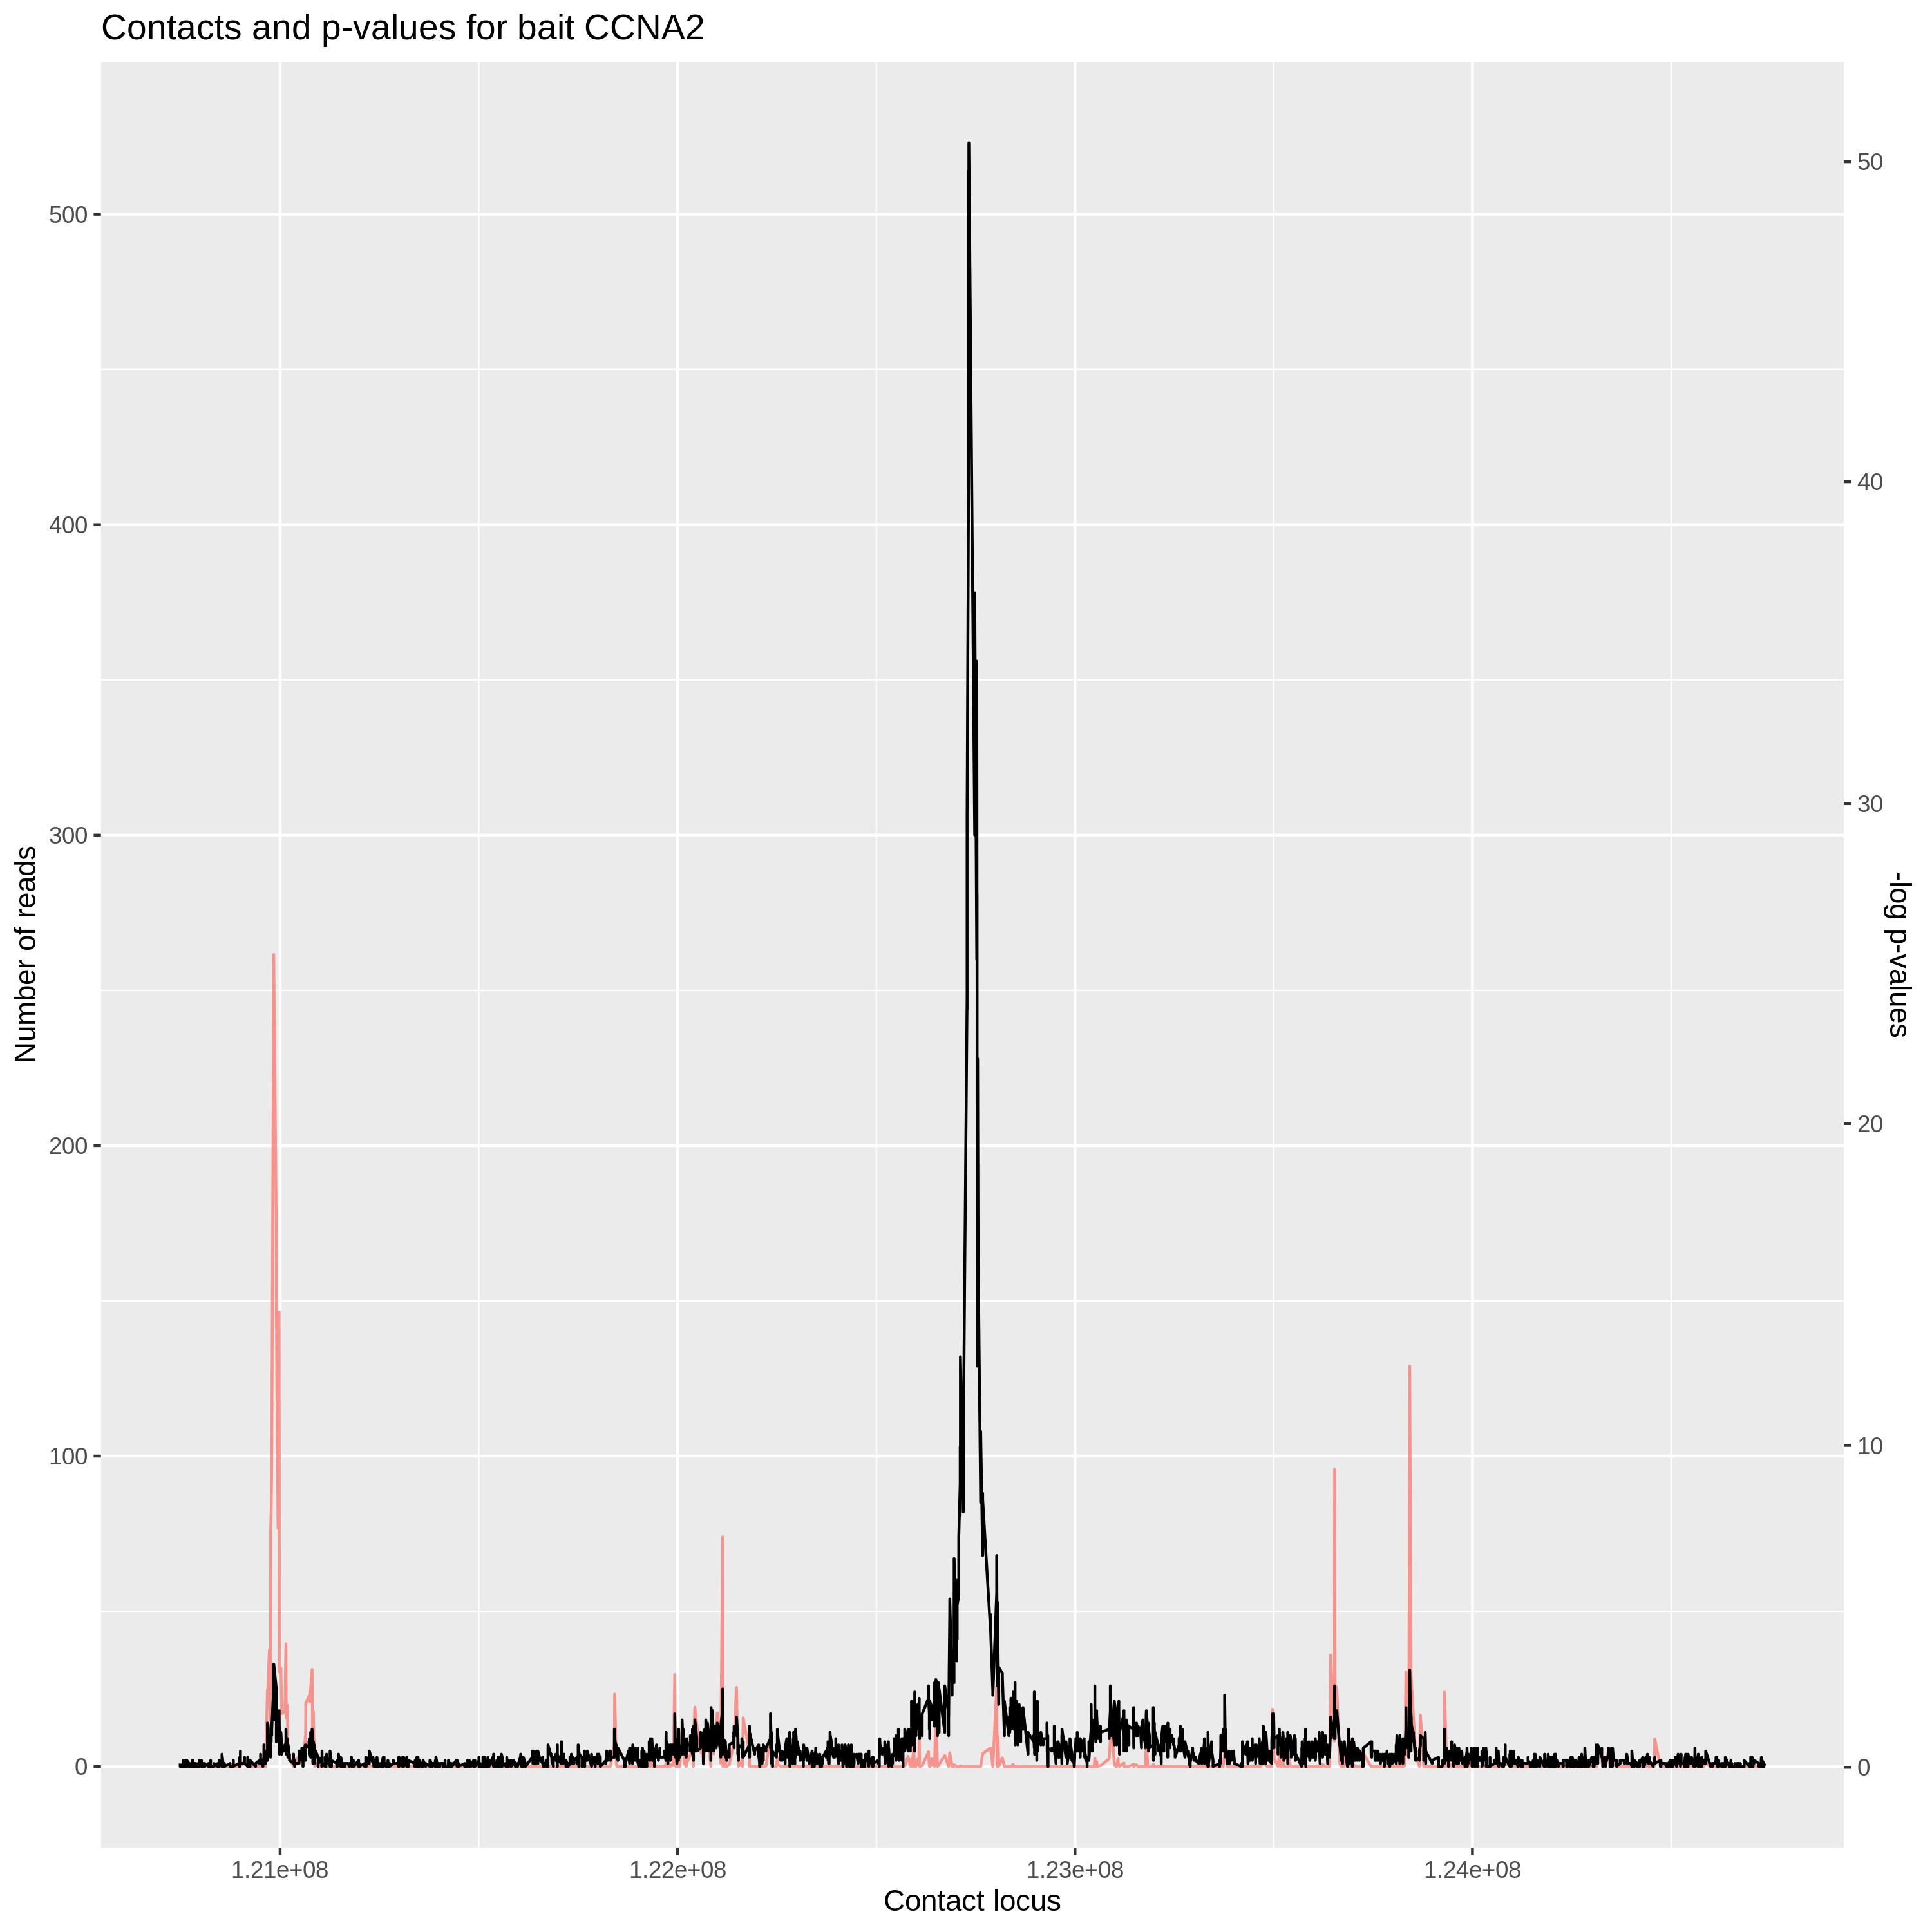 Contacts and p-values for bait CCNA2
500
400
300
200
100
0
Number of reads
50
40
30
20
10
0
-log p-values
1.21e+08 1.22e+08 1.23e+08 1.24e+08
Contact locus